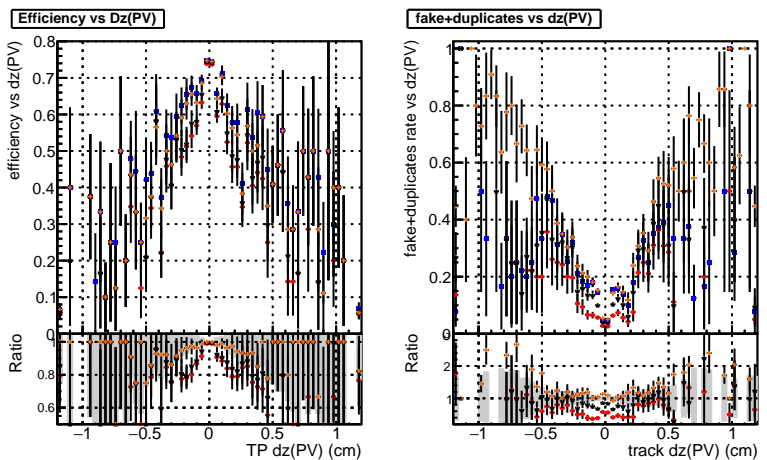 Efficiency vs Dz(PV)
efficiency vs dz(PV)
0.8
0.7
0.6
0.5
0.4
0.3
0.2
0.1
0
Ratio
1
0.8
0.6
−1 −0.5 0 0.5 1
TP dz(PV) (cm)
fake+duplicates vs dz(PV)
fake+duplicates rate vs dz(PV)
1
0.8
0.6
0.4
0.2
0
Ratio
2
1
−1 −0.5 0 0.5 1
track dz(PV) (cm)